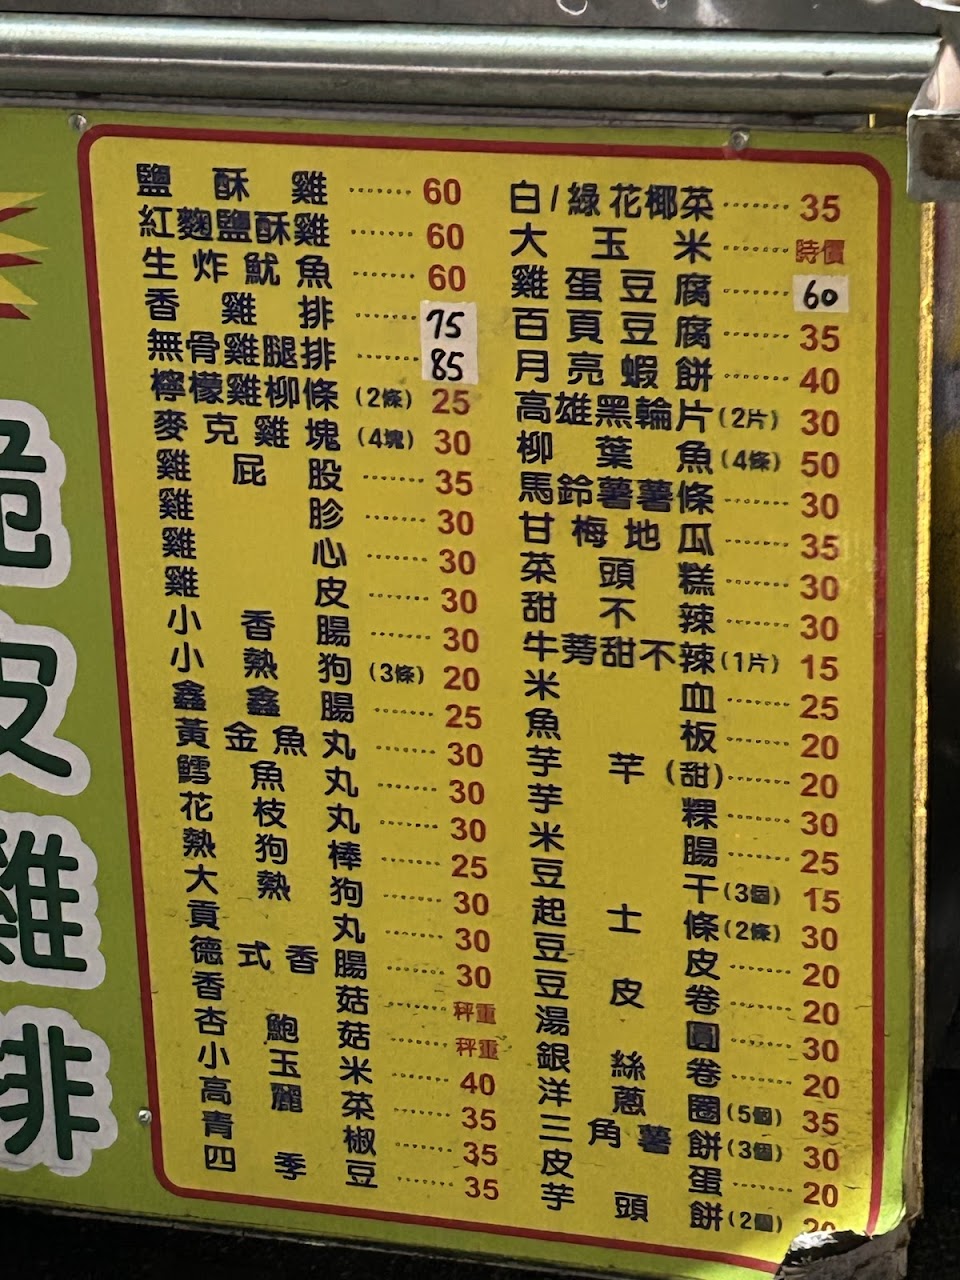 脆皮雞排
鹽酥雞 ······· 60
紅麴鹽酥雞 ······· 60
生炸魷魚 ······· 60
香雞排 ······· 75
無骨雞腿排 ······· 85
檸檬雞柳條 (2條) 25
麥克雞塊 (4塊) 30
雞屁股 ······· 35
雞胗 ······· 30
雞心 ······· 30
雞皮 ······· 30
小香腸 ······· 30
小熱狗 (3條) 20
鑫鑫腸 ······· 25
黃金魚丸 ······· 30
鱈魚丸 ······· 30
花枝丸 ······· 30
熱狗棒 ······· 25
大熱狗 ······· 30
貢丸 ······· 30
德式香腸 ······· 30
香菇 ······· 秤重
杏鮑菇 ······· 秤重
小玉米 ······· 40
高麗菜 ······· 35
青椒 ······· 35
四季豆 ······· 35
白/綠花椰菜 ······· 35
大玉米 ······· 時價
雞蛋豆腐 ······· 60
百頁豆腐 ······· 35
月亮蝦餅 ······· 40
高雄黑輪片 (2片) 30
柳葉魚 (4條) 50
馬鈴薯薯條 ······· 30
甘梅地瓜 ······· 35
菜頭糕 ······· 30
甜不辣 ······· 30
牛蒡甜不辣 (1片) 15
米血 ······· 25
魚板 ······· 20
芋芋(甜) ······· 20
芋粿 ······· 30
米腸 ······· 25
豆干 (3個) 15
起士條 (2條) 30
豆皮 ······· 20
豆皮卷 ······· 20
湯圓 ······· 30
銀絲卷 ······· 20
洋蔥圈 (5個) 35
三角薯餅 (3個) 30
皮蛋 ······· 20
芋頭餅 (2個) 20